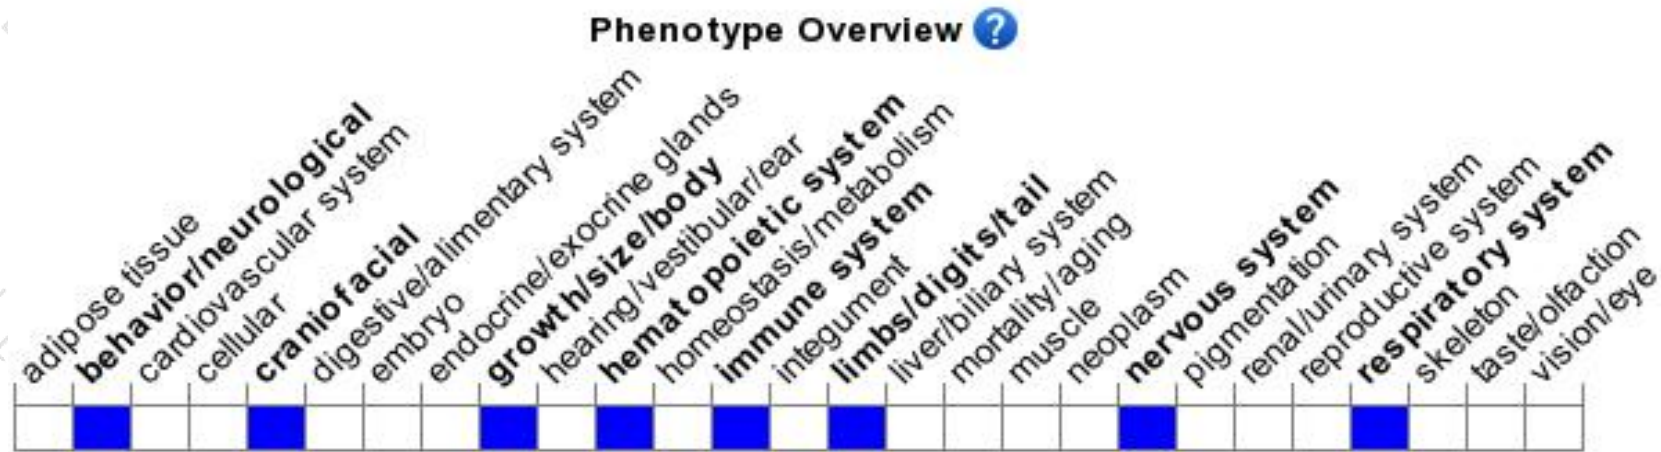 Phenotype Overview ?
adipose tissue
behavior/neurological
cardiovascular system
cellular
craniofacial
digestive/alimentary system
embryo
endocrine/exocrine glands
growth/size/body
hearing/vestibular/ear
hematopoietic system
homeostasis/metabolism
immune system
integument
limbs/digits/tail
liver/biliary system
mortality/aging
muscle
neoplasm
nervous system
pigmentation
renal/urinary system
reproductive system
respiratory system
skeleton
taste/olfaction
vision/eye